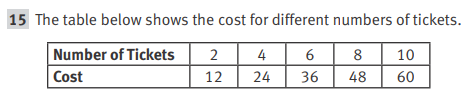 15 The table below shows the cost for different numbers of tickets.
Number of Tickets 2 4 6 8 10
Cost 12 24 36 48 60